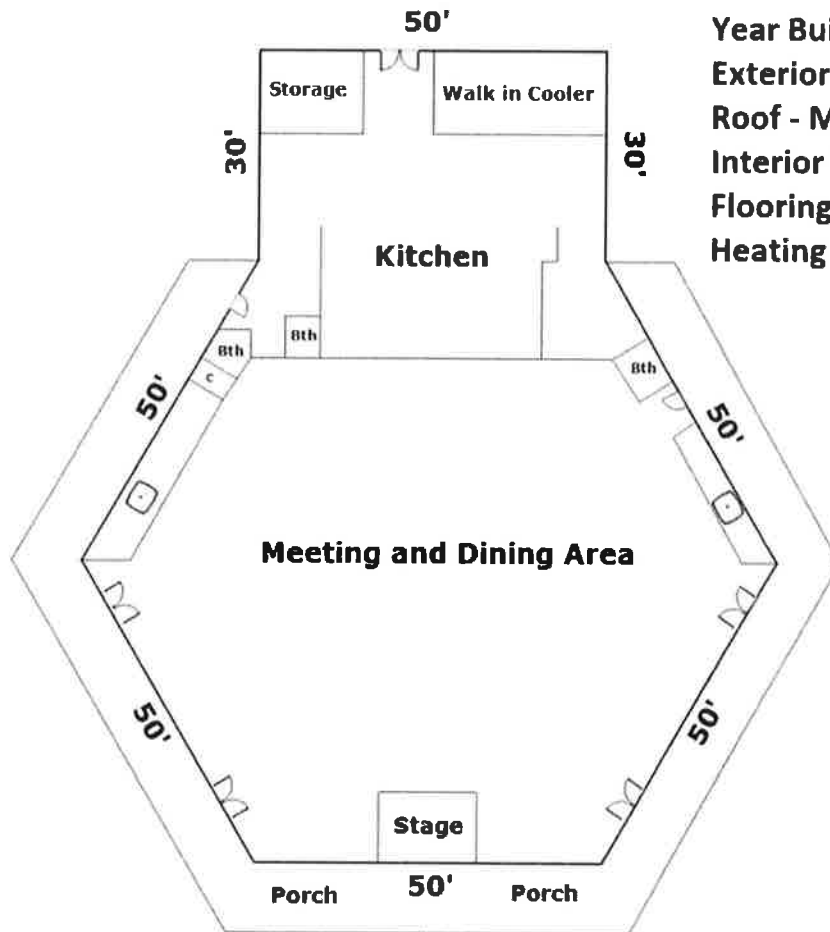 50'
Year Bui
Exterior
Roof - M
Interior
Flooring
Heating
Storage
Walk in Cooler
30'
30'
Kitchen
Bth
Bth
C
Bth
50'
50'
Meeting and Dining Area
50'
50'
Stage
Porch
50'
Porch